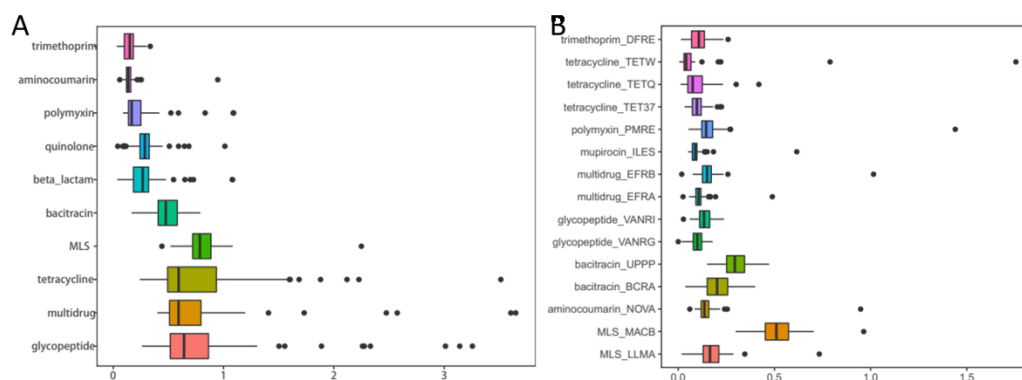 A
trimethoprim
aminocoumarin
polymyxin
quinolone
beta_lactam
bacitracin
MLS
tetracycline
multidrug
glycopeptide
0 1 2 3
B
trimethoprim_DFRE
tetracycline_TETW
tetracycline_TETQ
tetracycline_TET37
polymyxin_PMRE
mupirocin_ILES
multidrug_EFRB
multidrug_EFRA
glycopeptide_VANRI
glycopeptide_VANRG
bacitracin_UPPP
bacitracin_BCRA
aminocoumarin_NOVA
MLS_MACB
MLS_LLMA
0.0 0.5 1.0 1.5